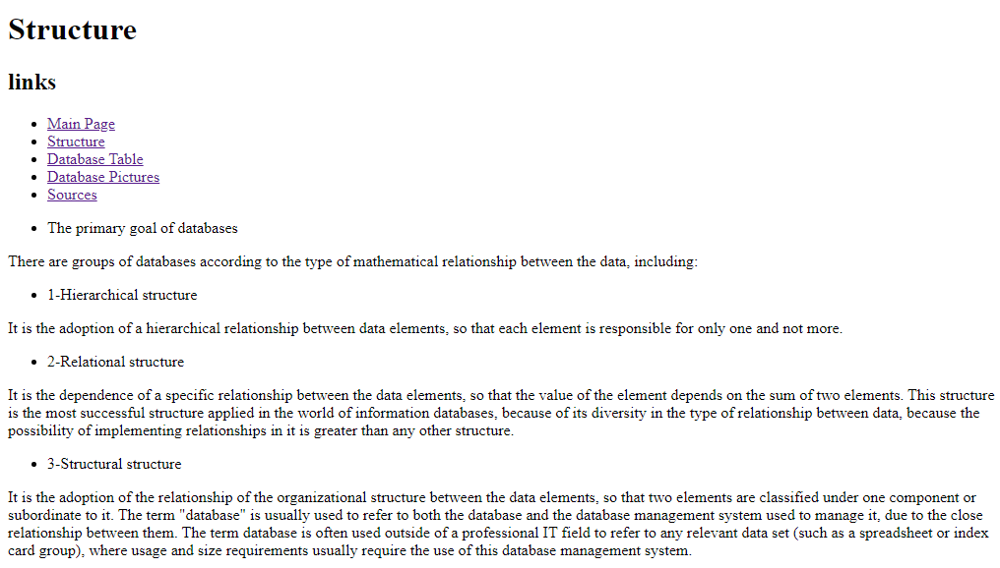 Structure
links
Main Page
Structure
Database Table
Database Pictures
Sources
The primary goal of databases
There are groups of databases according to the type of mathematical relationship between the data, including:
1-Hierarchical structure
It is the adoption of a hierarchical relationship between data elements, so that each element is responsible for only one and not more.
2-Relational structure
It is the dependence of a specific relationship between the data elements, so that the value of the element depends on the sum of two elements. This structure
is the most successful structure applied in the world of information databases, because of its diversity in the type of relationship between data, because the
possibility of implementing relationships in it is greater than any other structure.
3-Structural structure
It is the adoption of the relationship of the organizational structure between the data elements, so that two elements are classified under one component or
subordinate to it. The term "database" is usually used to refer to both the database and the database management system used to manage it, due to the close
relationship between them. The term database is often used outside of a professional IT field to refer to any relevant data set (such as a spreadsheet or index
card group), where usage and size requirements usually require the use of this database management system.